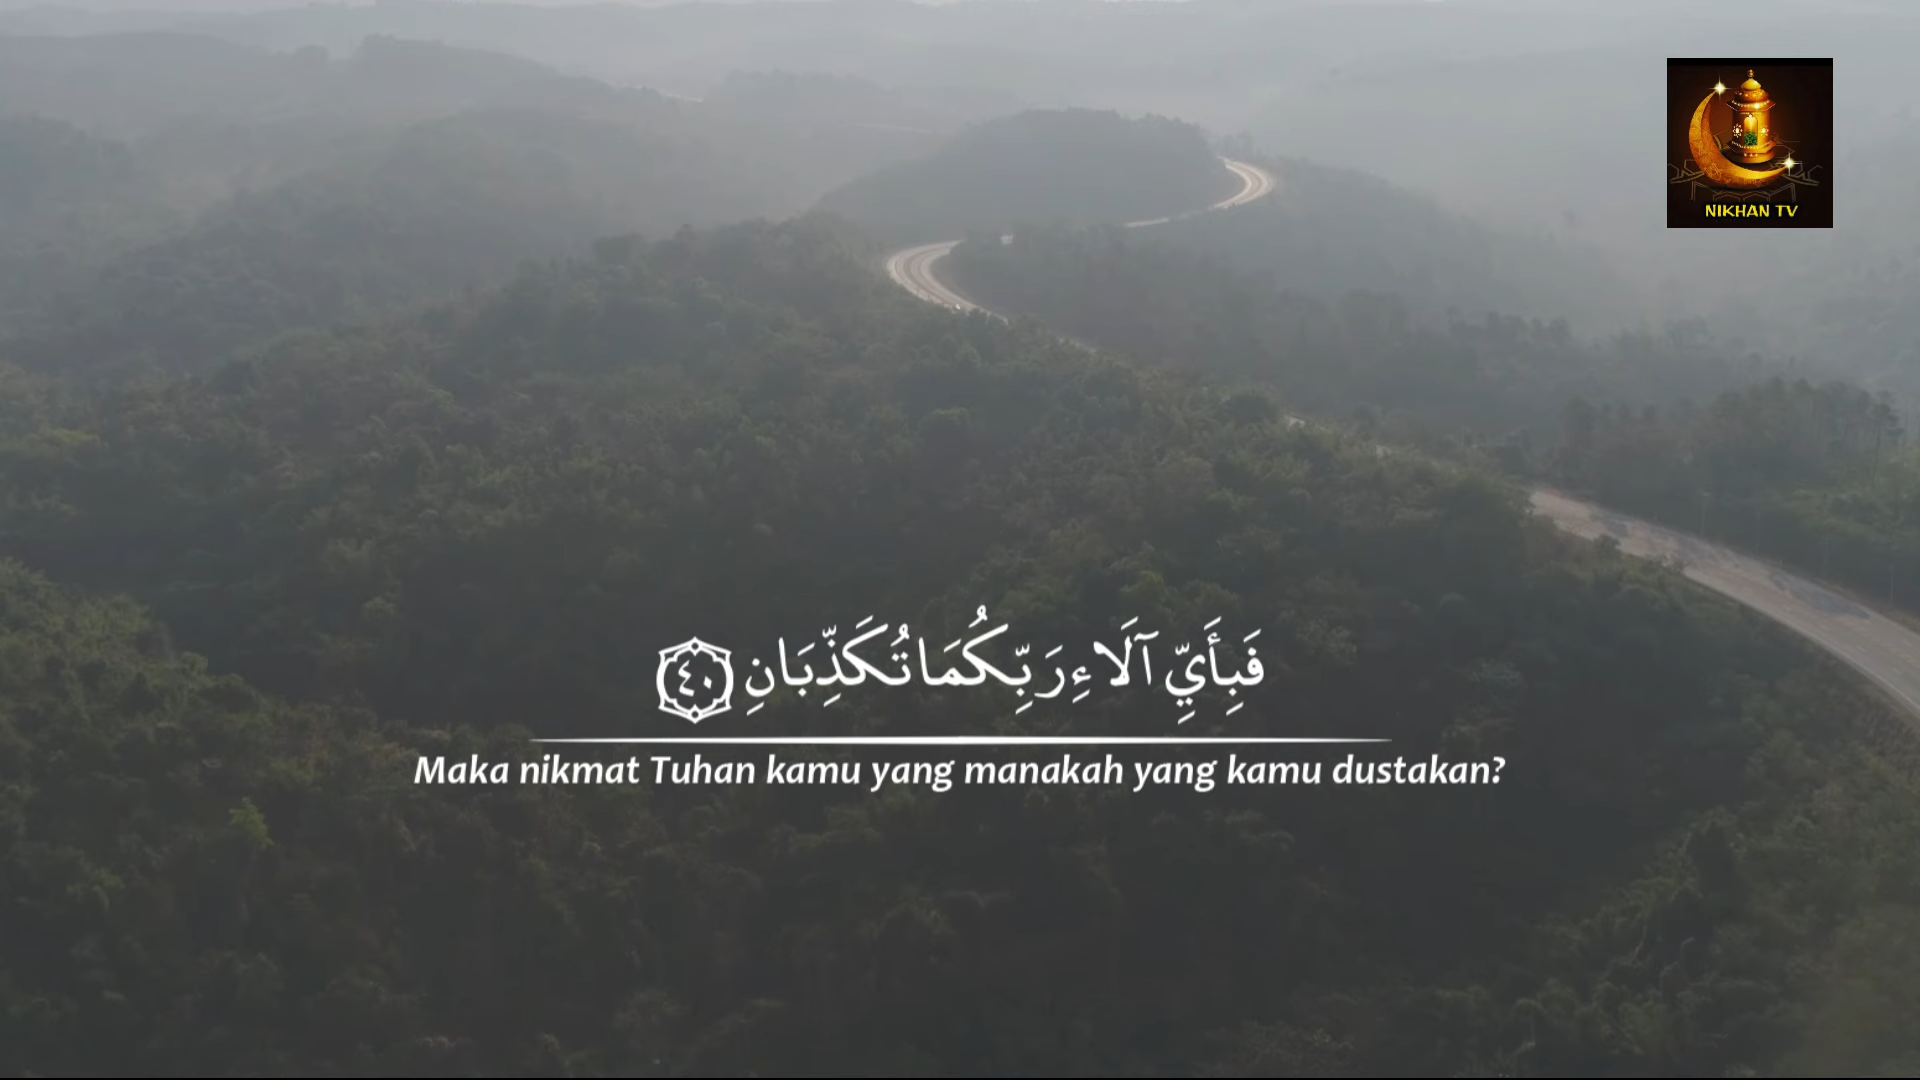 NIKHAN TV
فَبِأَيِّ آلَاءِ رَبِّكُمَا تُكَذِّبَانِ ٤٠
Maka nikmat Tuhan kamu yang manakah yang kamu dustakan?